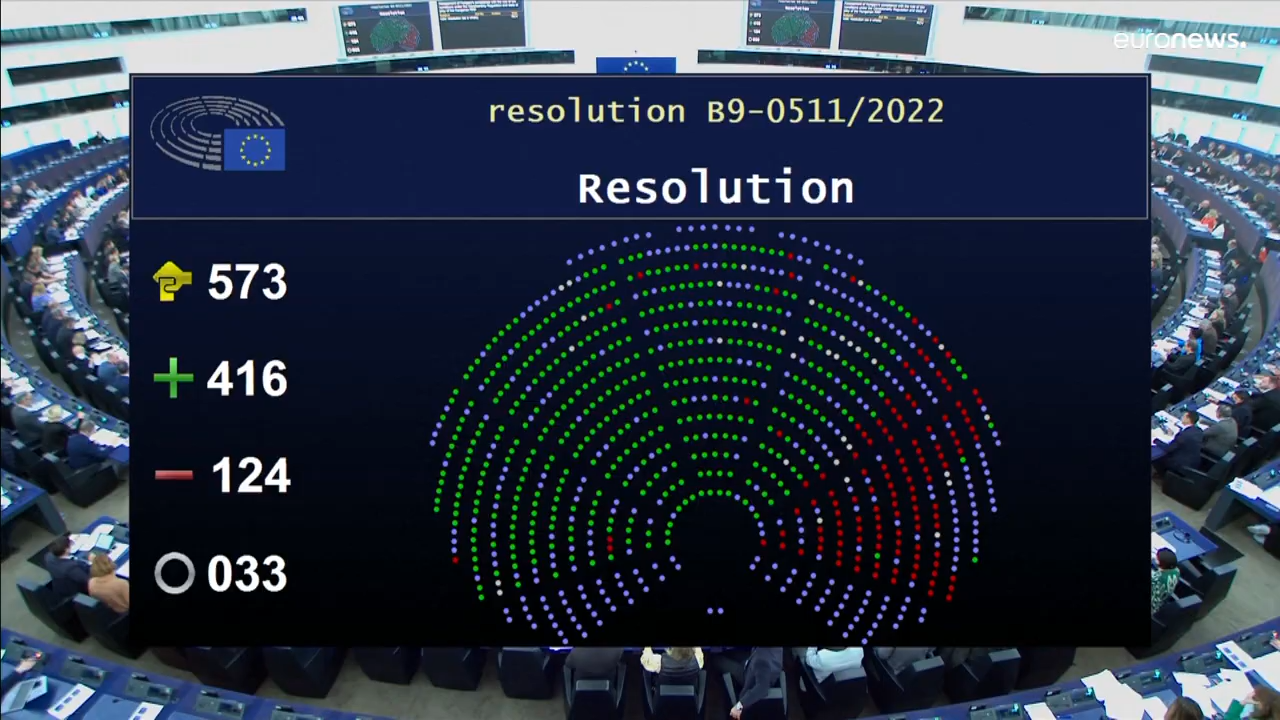 euronews.
resolution B9-0511/2022
Resolution
573
416
124
033